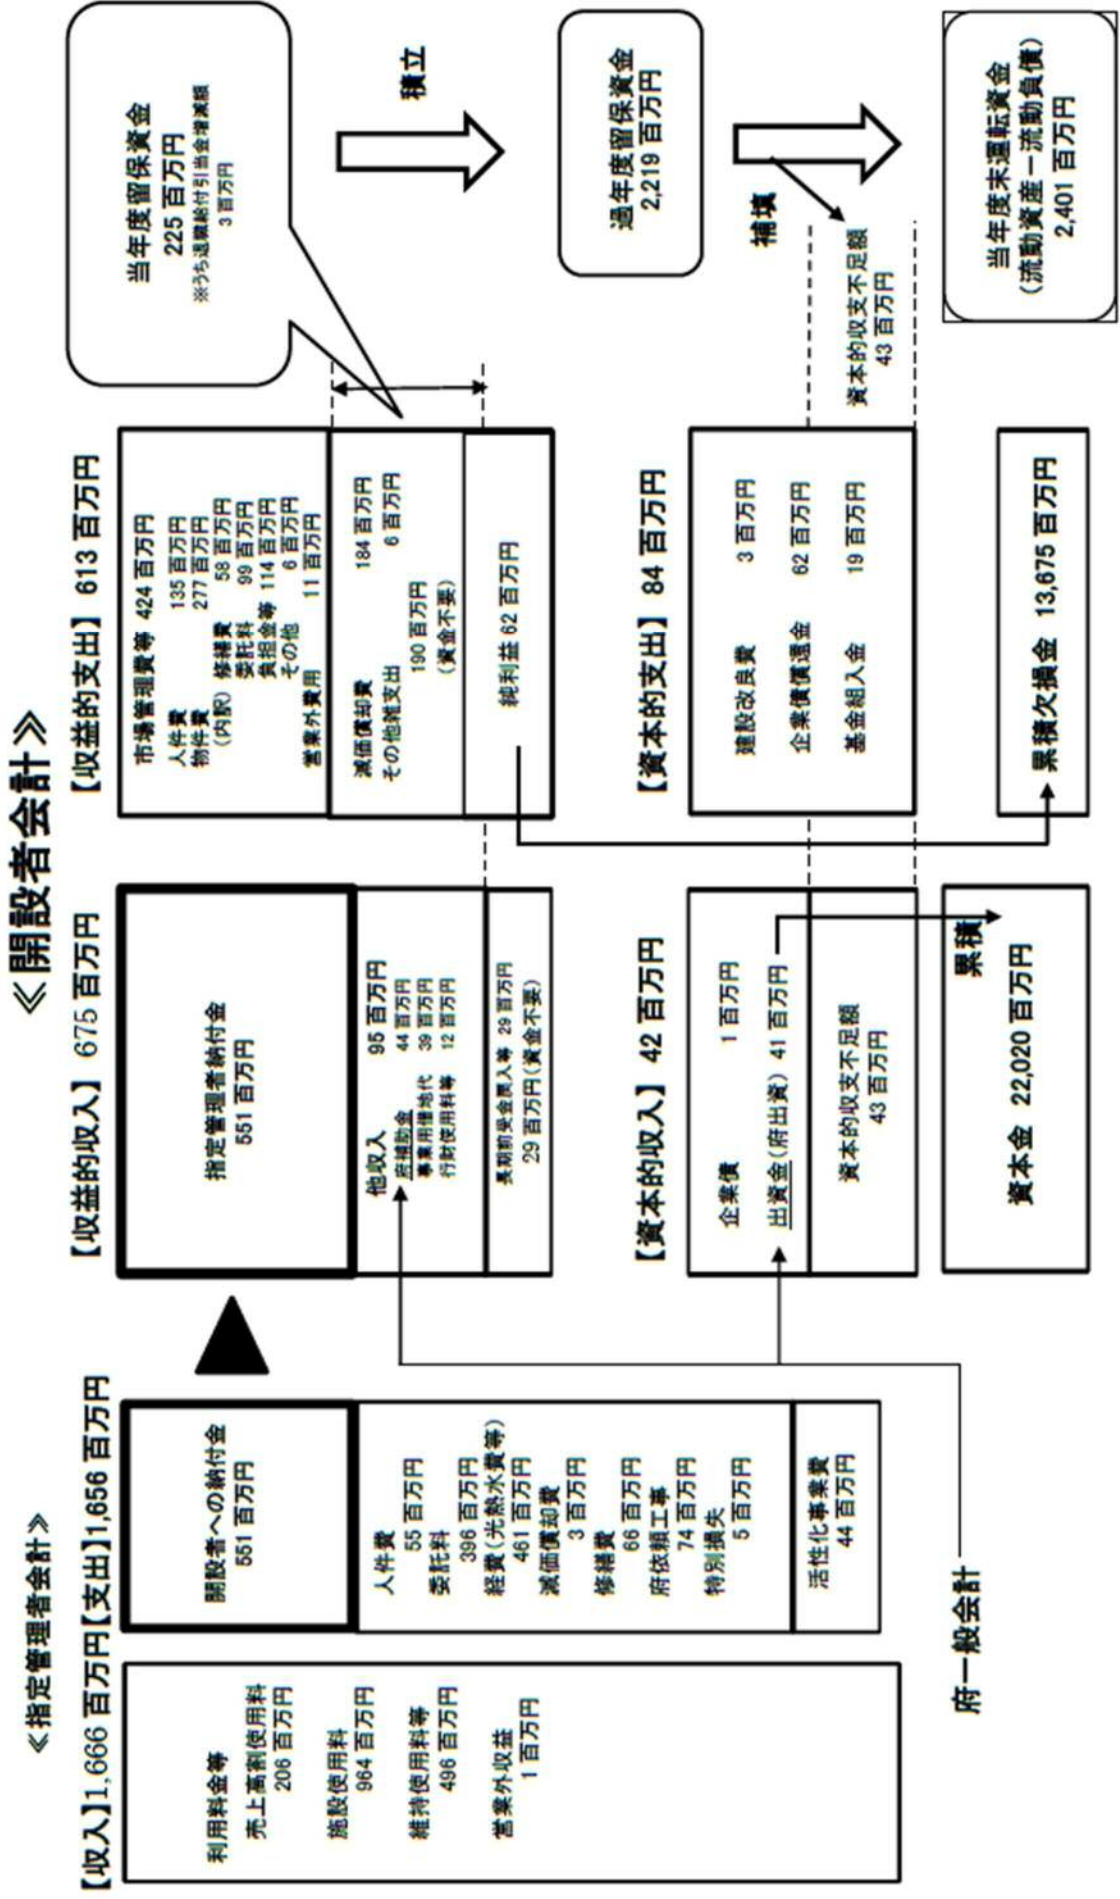 ≪指定管理者会計≫
【収入】1,666 百万円【支出】1,656 百万円
利用料金等
売上高割使用料
206 百万円
施設使用料
964 百万円
維持使用料等
496 百万円
営業外収益
1 百万円
開設者への納付金
551 百万円
人件費
55 百万円
委託料
396 百万円
経費(光熱水費等)
461 百万円
減価償却費
3 百万円
修繕費
66 百万円
府依頼工事
74 百万円
特別損失
5 百万円
活性化事業費
44 百万円
府一般会計
≪開設者会計≫
【収益的収入】 675 百万円
指定管理者納付金
551 百万円
他収入 95 百万円
府補助金 44 百万円
事業用借地代 39 百万円
行財使用料等 12 百万円
長期前受金戻入等 29 百万円
29 百万円(資金不要)
【収益的支出】 613 百万円
市場管理費等 424 百万円
人件費 135 百万円
物件費 277 百万円
(内訳) 修繕費 58 百万円
委託料 99 百万円
負担金等 114 百万円
その他 6 百万円
営業外費用 11 百万円
減価償却費 184 百万円
その他雑支出 6 百万円
190 百万円
(資金不要)
純利益 62 百万円
当年度留保資金
225 百万円
※うち退職給付引当金増減額
3 百万円
積立
過年度留保資金
2,219 百万円
補填
【資本的収入】 42 百万円
企業債 1 百万円
出資金(府出資) 41 百万円
資本的収支不足額
43 百万円
【資本的支出】 84 百万円
建設改良費 3 百万円
企業債償還金 62 百万円
基金組入金 19 百万円
資本的収支不足額
43 百万円
累積
資本金 22,020 百万円
累積欠損金 13,675 百万円
当年度末運転資金
(流動資産－流動負債)
2,401 百万円